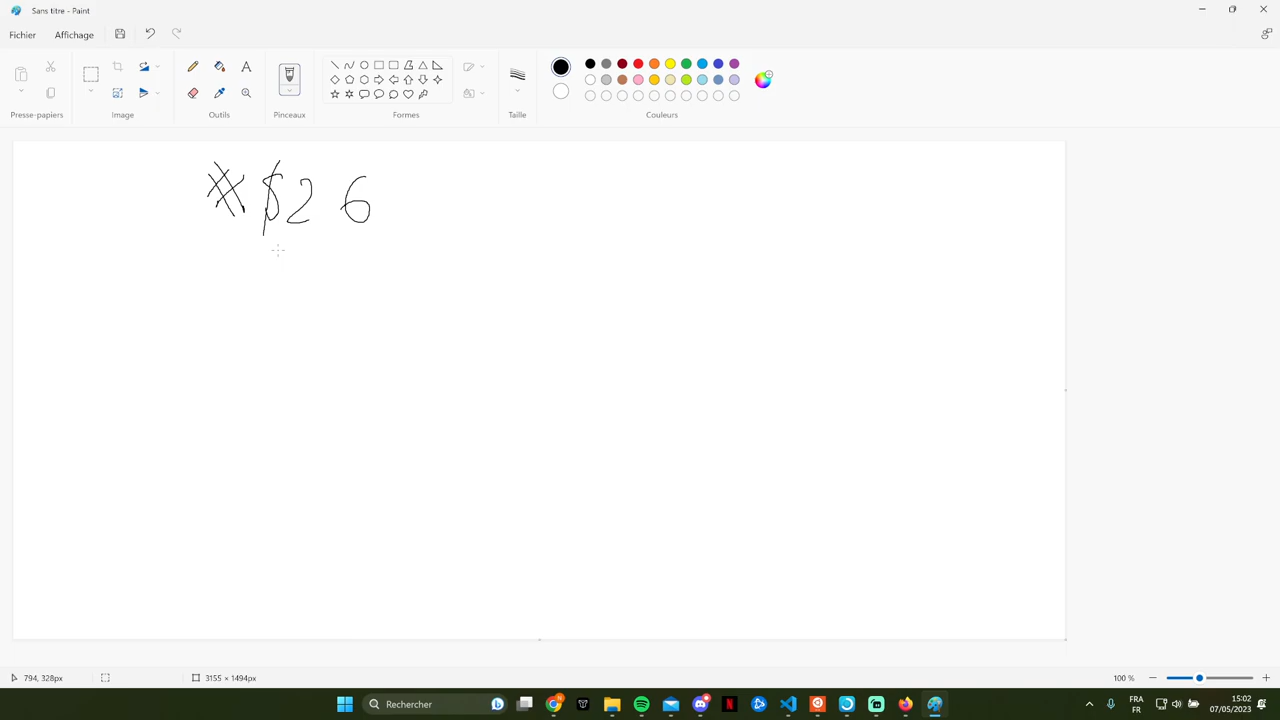 Sans titre - Paint
Fichier Affichage
Presse-papiers Image Outils Pinceaux Formes Taille Couleurs
#$2 6
794, 328px 3155 × 1494px 100 %
Rechercher FRA FR 15:02 07/05/2023